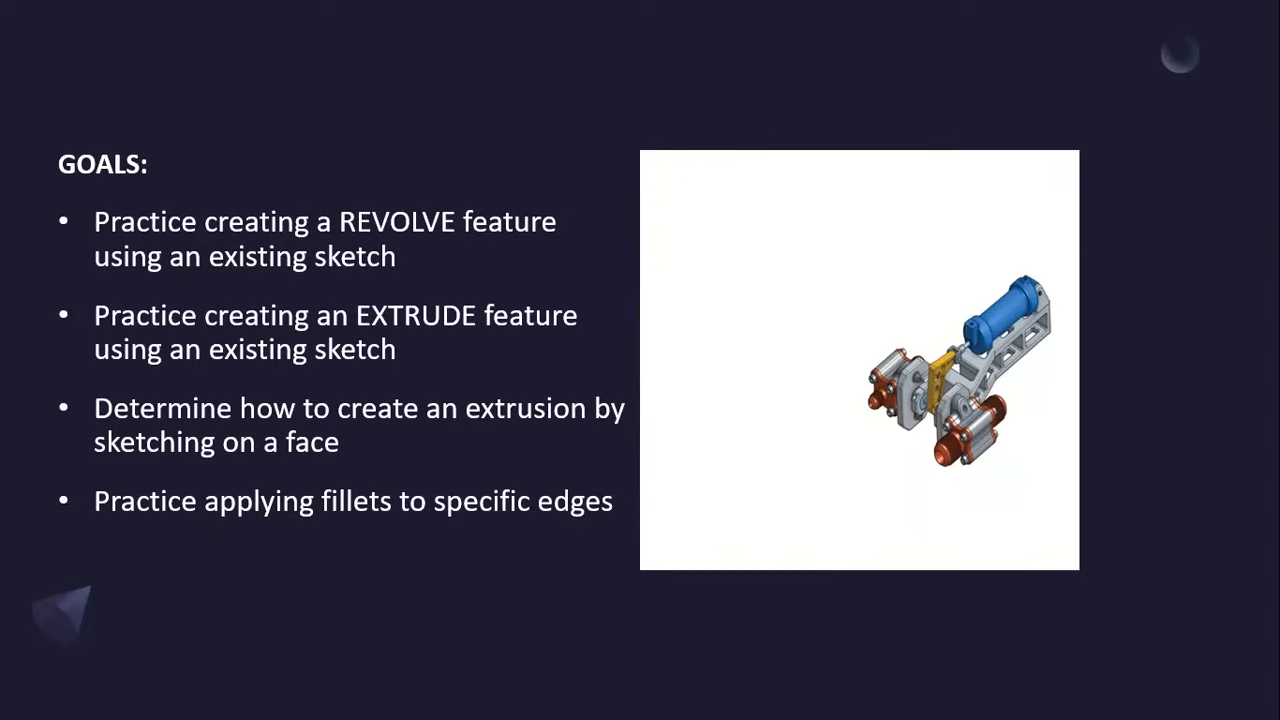 GOALS:
• Practice creating a REVOLVE feature
using an existing sketch
• Practice creating an EXTRUDE feature
using an existing sketch
• Determine how to create an extrusion by
sketching on a face
• Practice applying fillets to specific edges